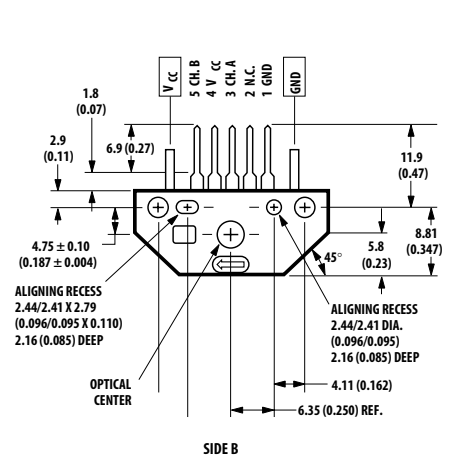 V CC
5 CH. B
4 V CC
3 CH. A
2 N.C.
1 GND
GND
1.8
(0.07)
2.9
(0.11)
6.9 (0.27)
11.9
(0.47)
4.75 ± 0.10
(0.187 ± 0.004)
5.8
(0.23)
8.81
(0.347)
45°
ALIGNING RECESS
2.44/2.41 X 2.79
(0.096/0.095 X 0.110)
2.16 (0.085) DEEP
ALIGNING RECESS
2.44/2.41 DIA.
(0.096/0.095)
2.16 (0.085) DEEP
OPTICAL
CENTER
4.11 (0.162)
6.35 (0.250) REF.
SIDE B